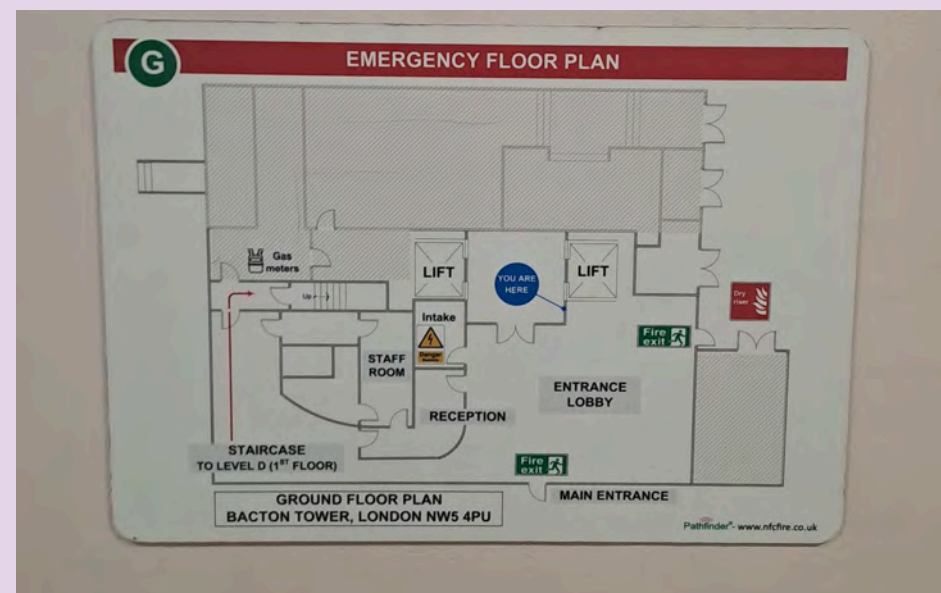 G
EMERGENCY FLOOR PLAN
Gas
meters
LIFT
YOU ARE
HERE
LIFT
Up
Dry
riser
Intake
Danger
Fire
exit
STAFF
ROOM
ENTRANCE
LOBBY
RECEPTION
STAIRCASE
TO LEVEL D (1ST FLOOR)
Fire
exit
MAIN ENTRANCE
GROUND FLOOR PLAN
BACTON TOWER, LONDON NW5 4PU
Pathfinder® - www.nfcfire.co.uk